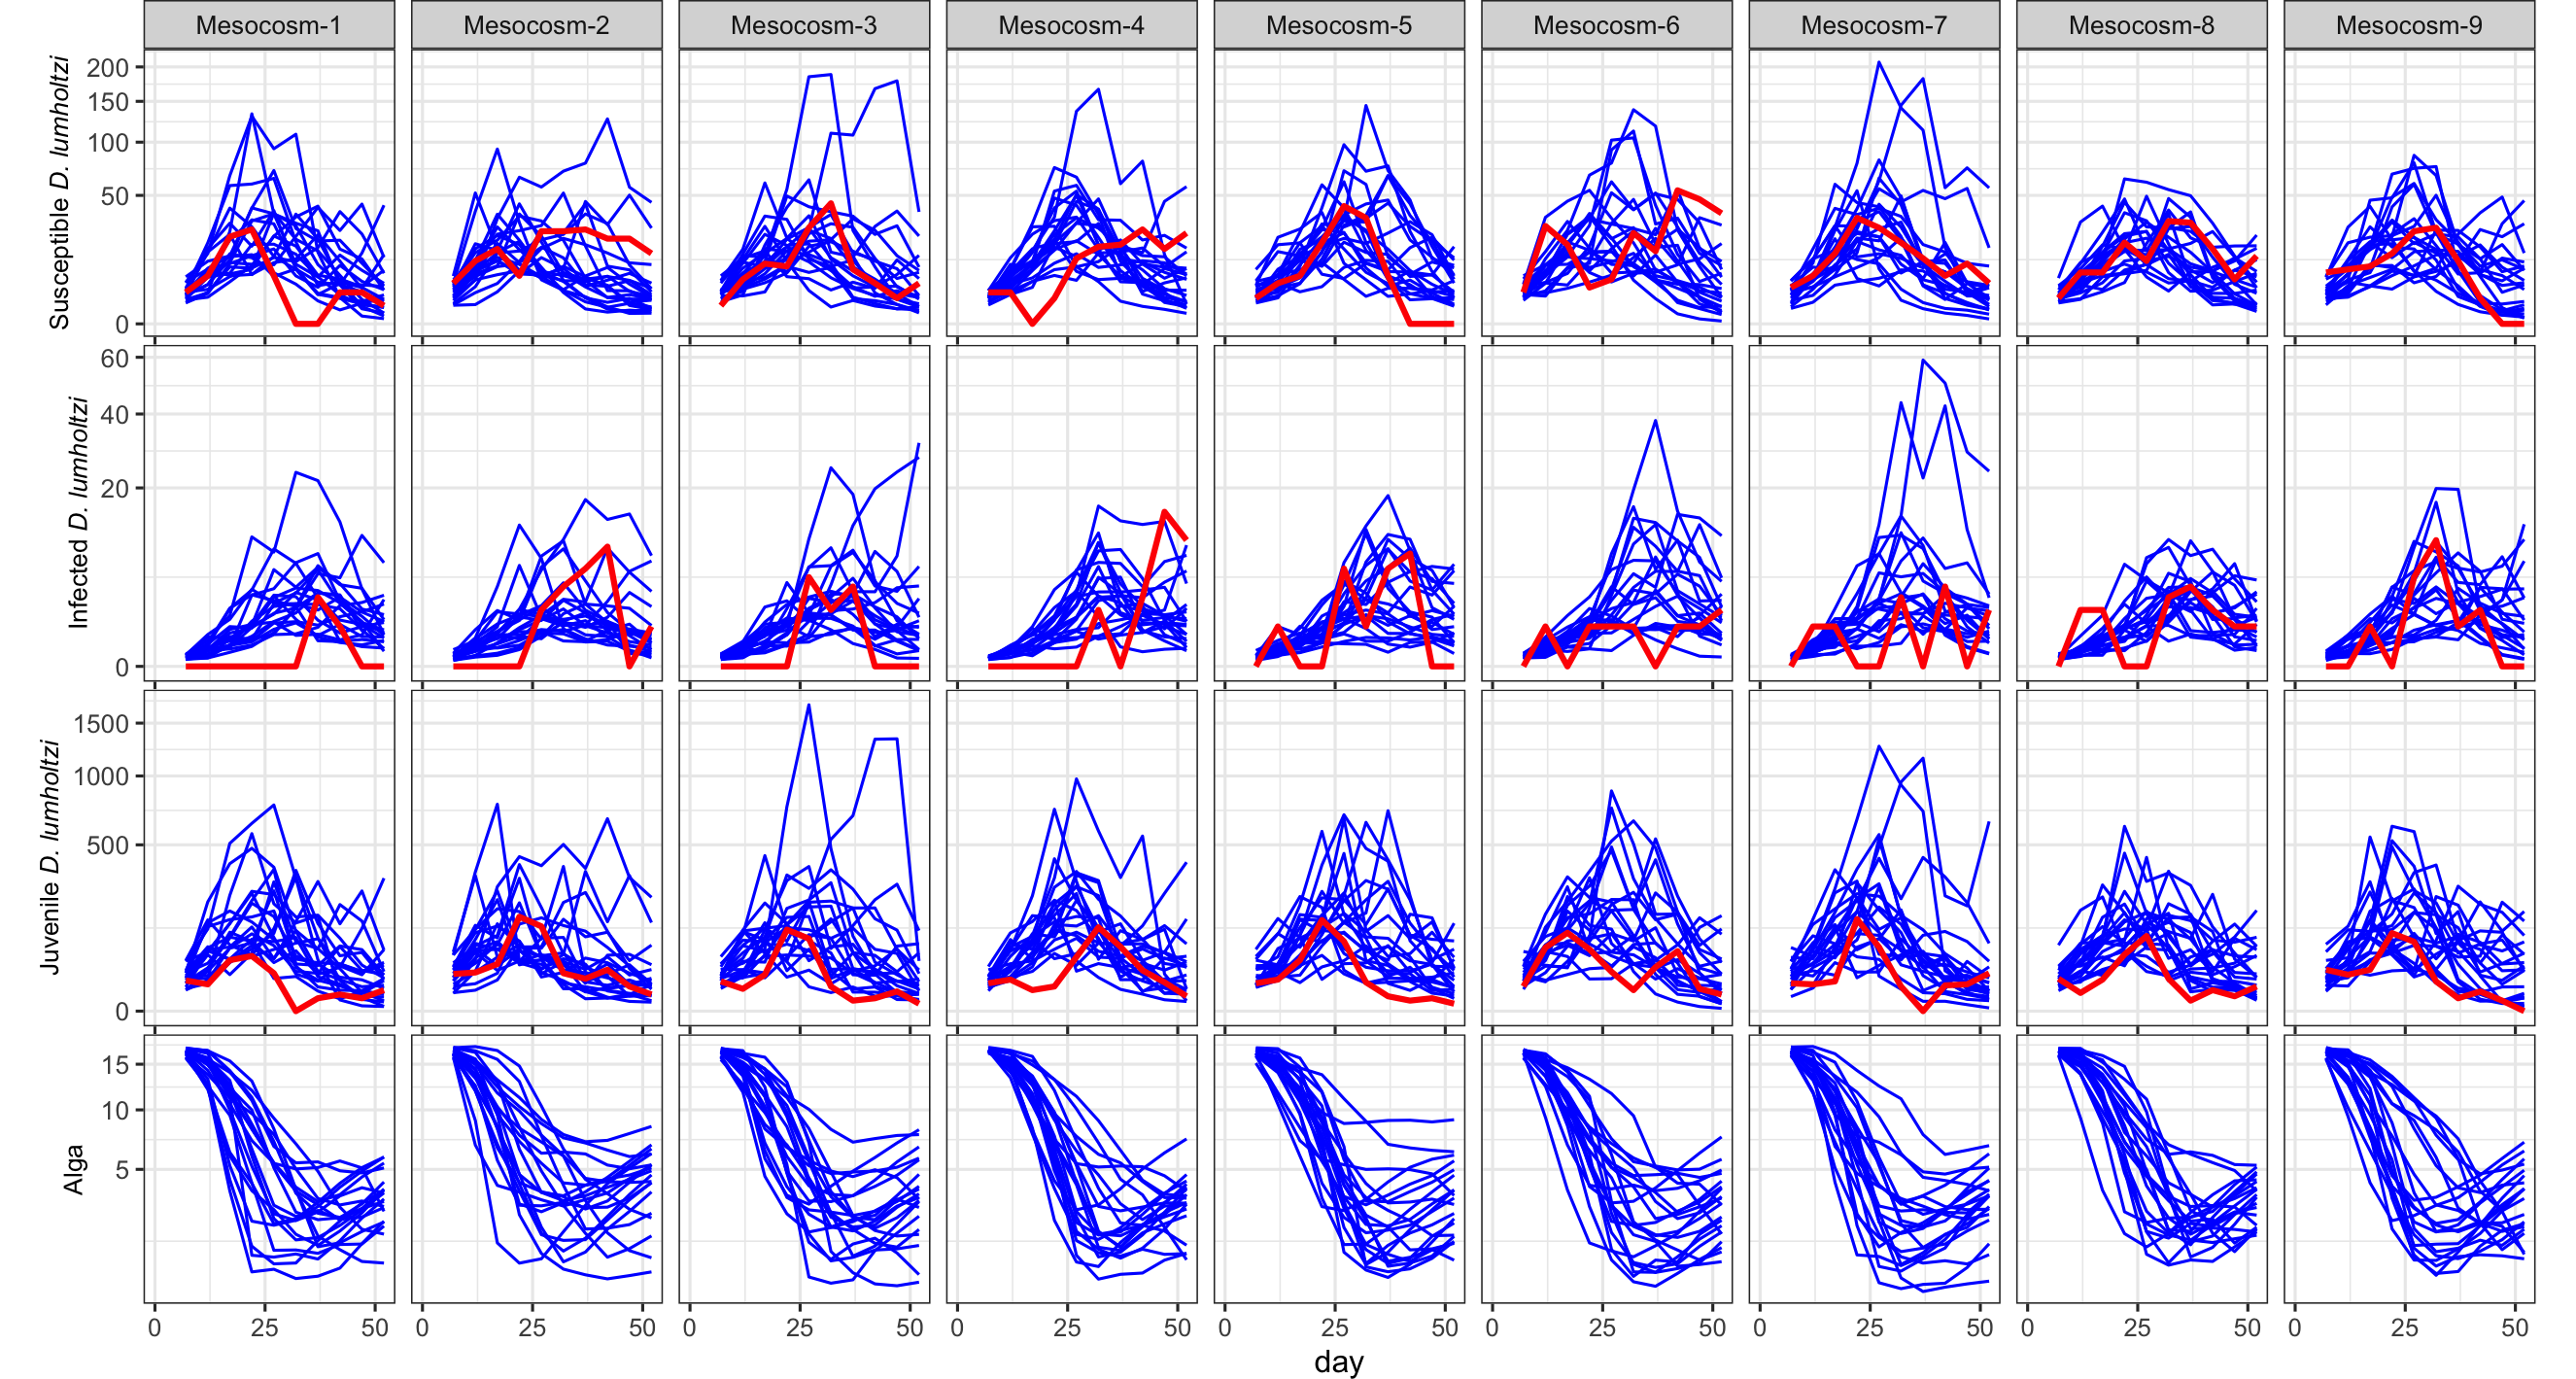 Mesocosm-1 Mesocosm-2 Mesocosm-3 Mesocosm-4 Mesocosm-5 Mesocosm-6 Mesocosm-7 Mesocosm-8 Mesocosm-9
Susceptible D. lumholtzi
200
150
100
50
0
Infected D. lumholtzi
60
40
20
0
Juvenile D. lumholtzi
1500
1000
500
0
Alga
15
10
5
0 25 50 0 25 50 0 25 50 0 25 50 0 25 50 0 25 50 0 25 50 0 25 50 0 25 50
day